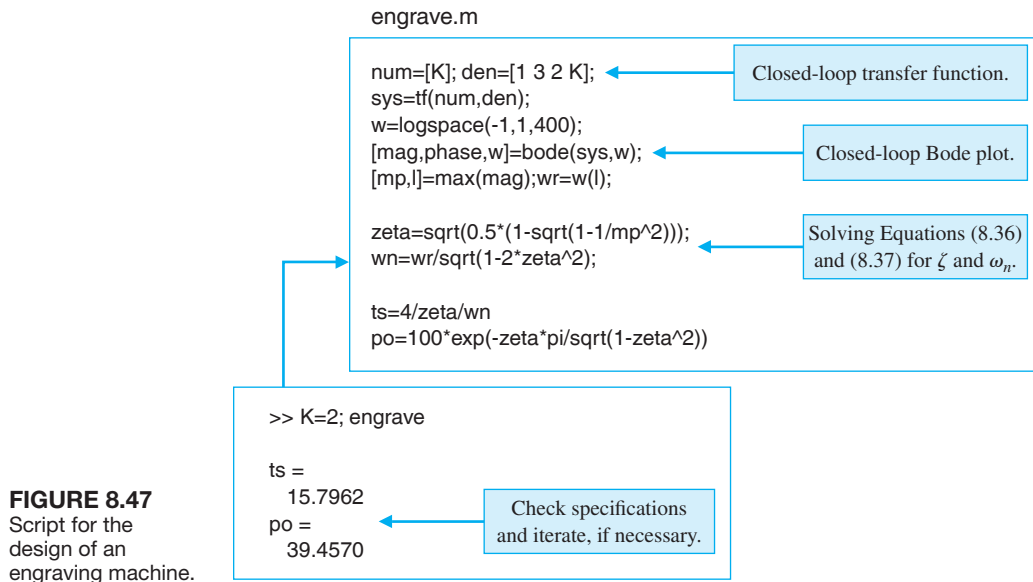 engrave.m
num=[K]; den=[1 3 2 K];
Closed-loop transfer function.
sys=tf(num,den);
w=logspace(-1,1,400);
[mag,phase,w]=bode(sys,w);
Closed-loop Bode plot.
[mp,l]=max(mag);wr=w(l);
zeta=sqrt(0.5*(1-sqrt(1-1/mp^2)));
wn=wr/sqrt(1-2*zeta^2);
Solving Equations (8.36)
and (8.37) for ζ and ωn.
ts=4/zeta/wn
po=100*exp(-zeta*pi/sqrt(1-zeta^2))
>> K=2; engrave
ts =
15.7962
po =
39.4570
Check specifications
and iterate, if necessary.
FIGURE 8.47
Script for the
design of an
engraving machine.